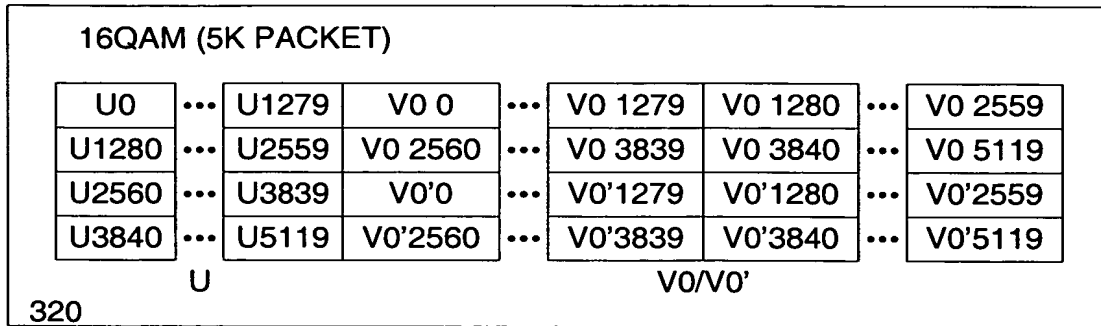 16QAM (5K PACKET)
U0 ••• U1279 V0 0 ••• V0 1279 V0 1280 ••• V0 2559
U1280 ••• U2559 V0 2560 ••• V0 3839 V0 3840 ••• V0 5119
U2560 ••• U3839 V0'0 ••• V0'1279 V0'1280 ••• V0'2559
U3840 ••• U5119 V0'2560 ••• V0'3839 V0'3840 ••• V0'5119
U V0/V0'
320